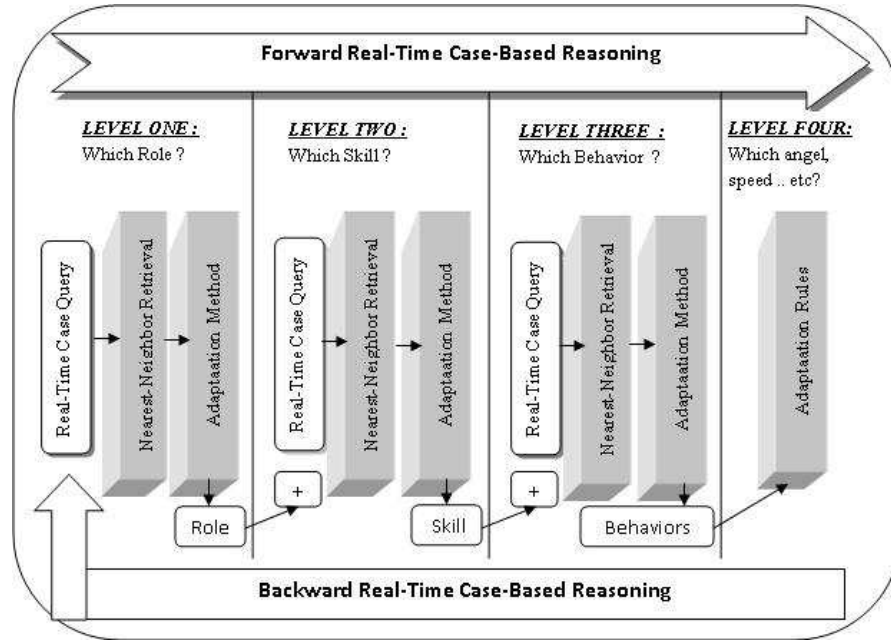 Forward Real-Time Case-Based Reasoning
LEVEL ONE :
Which Role ?
LEVEL TWO :
Which Skill ?
LEVEL THREE :
Which Behavior ?
LEVEL FOUR:
Which angel,
speed .. etc?
Real-Time Case Query
Nearest-Neighbor Retrieval
Adaptaation Method
Real-Time Case Query
Nearest-Neighbor Retrieval
Adaptaation Method
Real-Time Case Query
Nearest-Neighbor Retrieval
Adaptaation Method
Adaptaation Rules
Role
+
Skill
+
Behaviors
Backward Real-Time Case-Based Reasoning